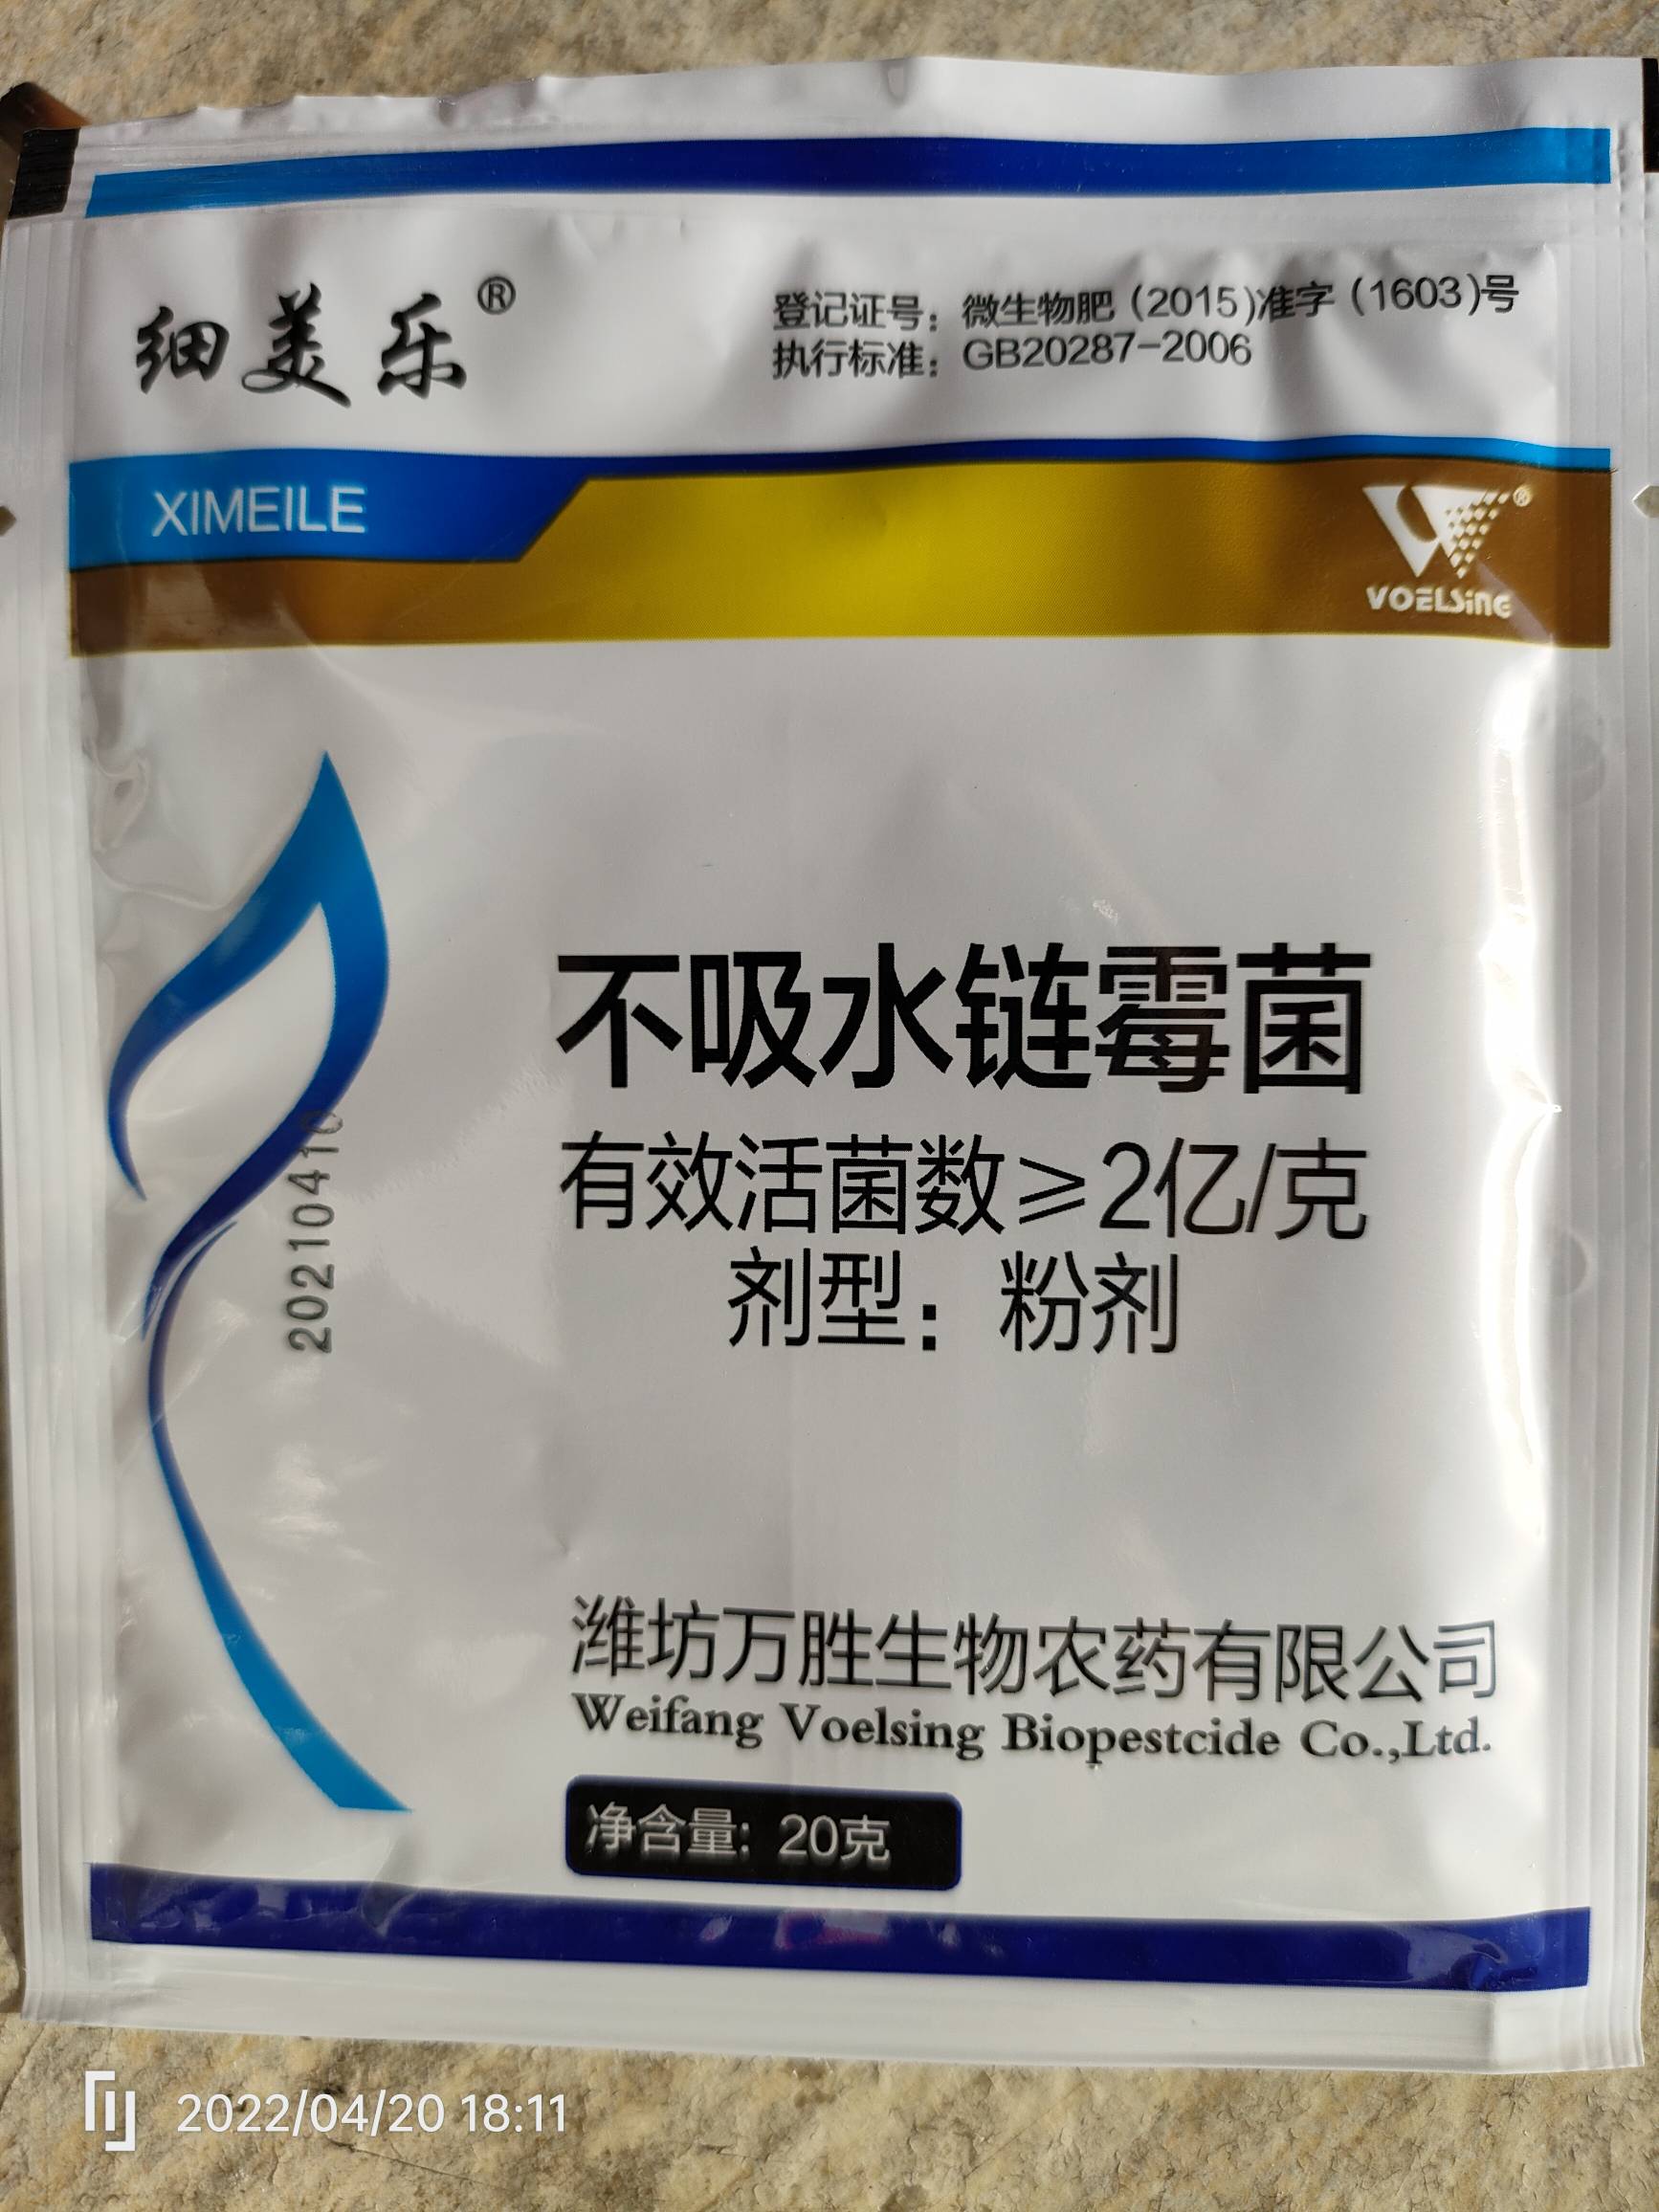 细美乐®
登记证号：微生物肥（2015)准字（1603)号
执行标准：GB20287-2006
XIMEILE
VOELSING®
不吸水链霉菌
有效活菌数≥2亿/克
剂型：粉剂
20210410
潍坊万胜生物农药有限公司
Weifang Voelsing Biopestcide Co.,Ltd.
净含量: 20克
2022/04/20 18:11